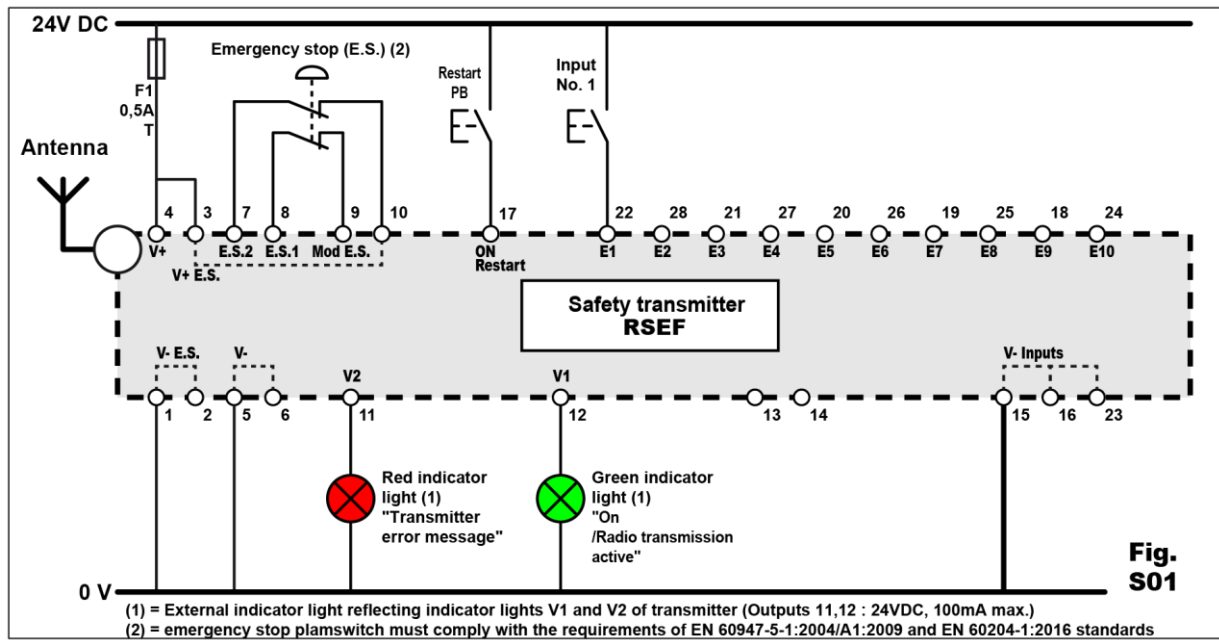 24V DC
Emergency stop (E.S.) (2)
F1
0,5A
T
Restart
PB
Input
No. 1
Antenna
4 3 7 8 9 10 17 22 28 21 27 20 26 19 25 18 24
V+ E.S.2 E.S.1 Mod E.S. ON E1 E2 E3 E4 E5 E6 E7 E8 E9 E10
Restart
V+ E.S.
Safety transmitter
RSEF
V- E.S. V- V2 V1 V- Inputs
1 2 5 6 11 12 13 14 15 16 23
Red indicator
light (1)
"Transmitter
error message"
Green indicator
light (1)
"On
/Radio transmission
active"
Fig.
S01
0 V
(1) = External indicator light reflecting indicator lights V1 and V2 of transmitter (Outputs 11,12 : 24VDC, 100mA max.)
(2) = emergency stop plamswitch must comply with the requirements of EN 60947-5-1:2004/A1:2009 and EN 60204-1:2016 standards